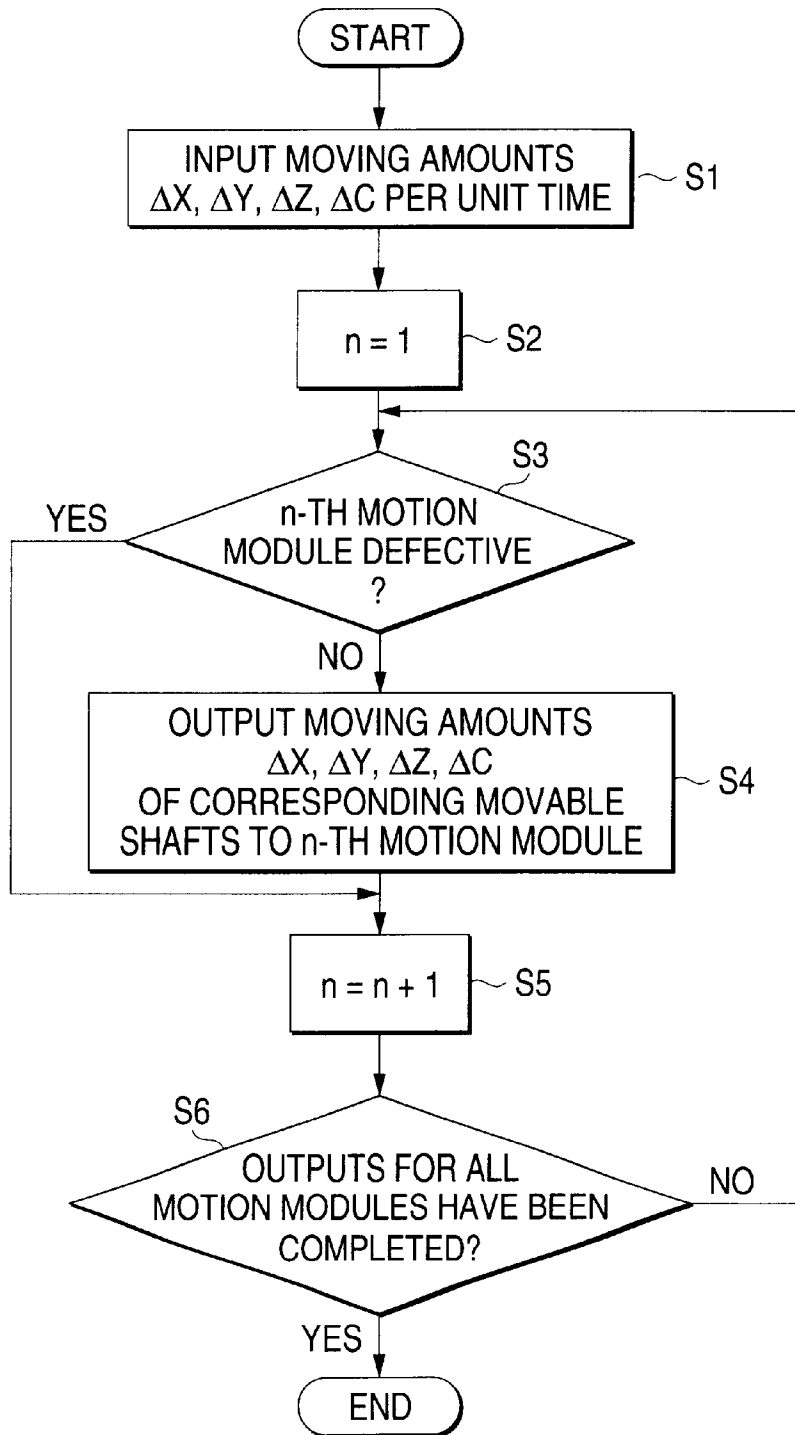 START
INPUT MOVING AMOUNTS
ΔX, ΔY, ΔZ, ΔC PER UNIT TIME
S1
n = 1
S2
S3
n-TH MOTION
MODULE DEFECTIVE
?
YES
NO
OUTPUT MOVING AMOUNTS
ΔX, ΔY, ΔZ, ΔC
OF CORRESPONDING MOVABLE
SHAFTS TO n-TH MOTION MODULE
S4
n = n + 1
S5
S6
OUTPUTS FOR ALL
MOTION MODULES HAVE BEEN
COMPLETED?
NO
YES
END